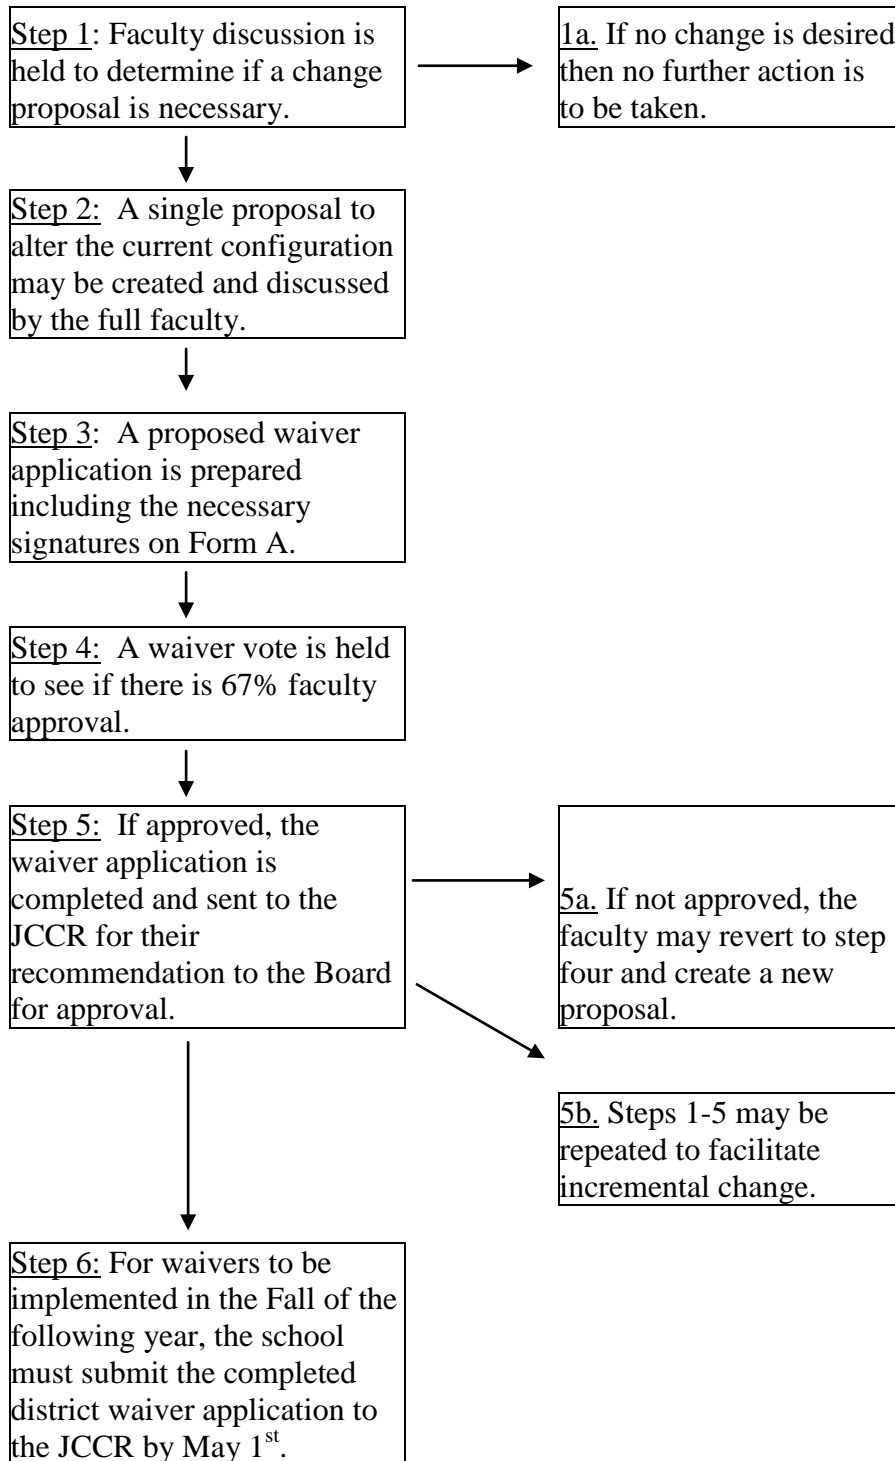 Step 1: Faculty discussion is
held to determine if a change
proposal is necessary.
1a. If no change is desired
then no further action is
to be taken.
Step 2:  A single proposal to
alter the current configuration
may be created and discussed
by the full faculty.
Step 3:  A proposed waiver
application is prepared
including the necessary
signatures on Form A.
Step 4:  A waiver vote is held
to see if there is 67% faculty
approval.
Step 5:  If approved, the
waiver application is
completed and sent to the
JCCR for their
recommendation to the Board
for approval.
5a. If not approved, the
faculty may revert to step
four and create a new
proposal.
5b. Steps 1-5 may be
repeated to facilitate
incremental change.
Step 6: For waivers to be
implemented in the Fall of the
following year, the school
must submit the completed
district waiver application to
the JCCR by May 1st.